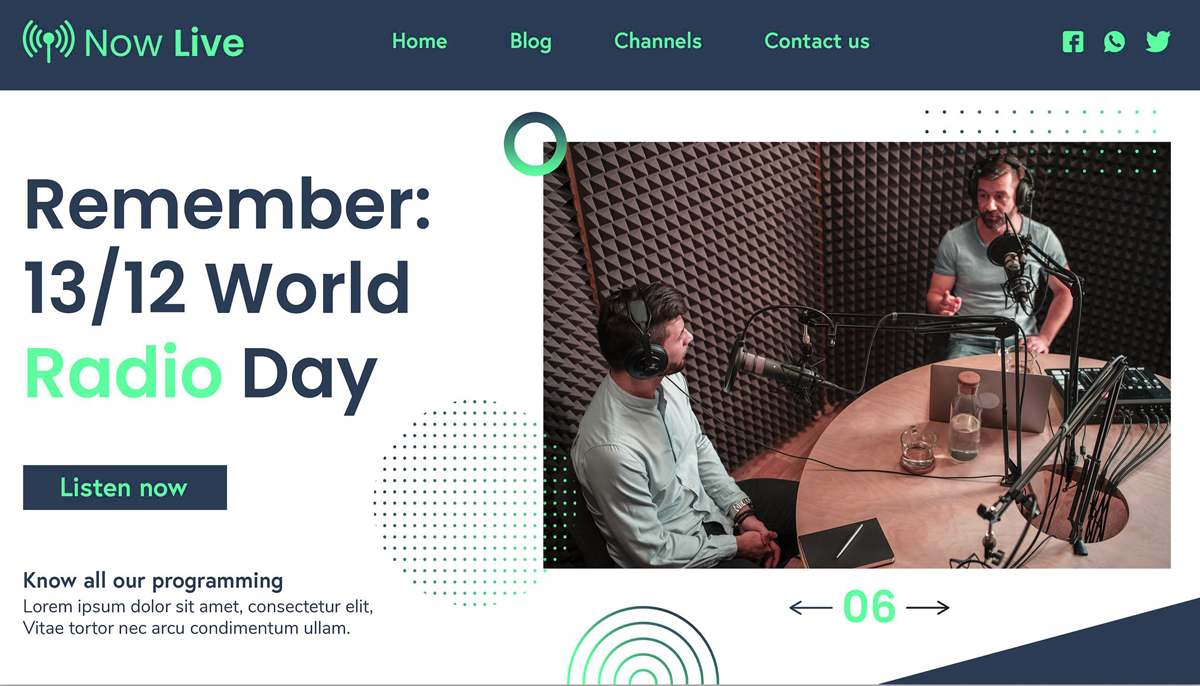 Now Live
Home
Blog
Channels
Contact us
Remember:
13/12 World
Radio Day
Listen now
Know all our programming
Lorem ipsum dolor sit amet, consectetur elit,
Vitae tortor nec arcu condimentum ullam.
06